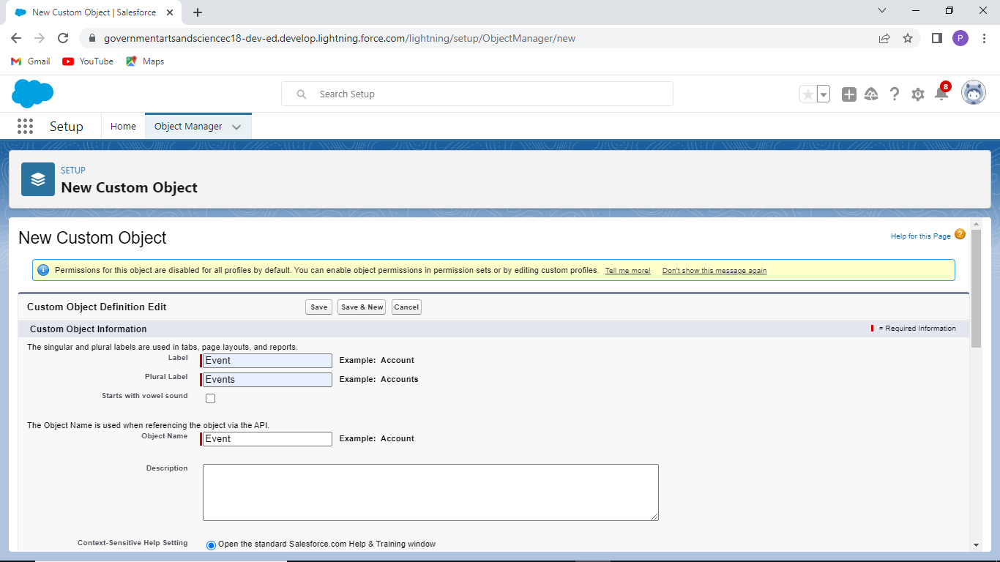 New Custom Object | Salesforce
governmentartsandsciencec18-dev-ed.develop.lightning.force.com/lightning/setup/ObjectManager/new
P
Gmail YouTube Maps
Search Setup
8
Setup Home Object Manager
SETUP
New Custom Object
New Custom Object
Help for this Page ?
Permissions for this object are disabled for all profiles by default. You can enable object permissions in permission sets or by editing custom profiles. Tell me more! Don't show this message again
Custom Object Definition Edit Save Save & New Cancel
Custom Object Information = Required Information
The singular and plural labels are used in tabs, page layouts, and reports.
Label Event Example: Account
Plural Label Events Example: Accounts
Starts with vowel sound
The Object Name is used when referencing the object via the API.
Object Name Event Example: Account
Description
Context-Sensitive Help Setting Open the standard Salesforce.com Help & Training window